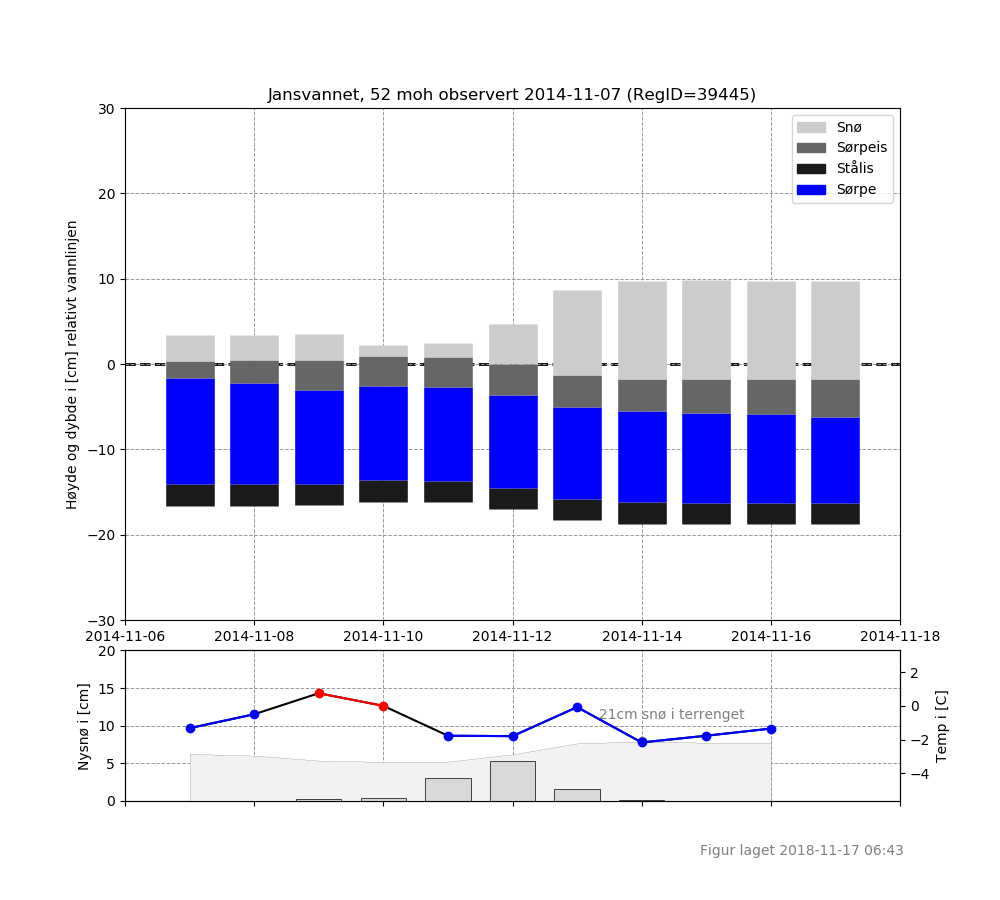 Jansvannet, 52 moh observert 2014-11-07 (RegID=39445)
Høyde og dybde i [cm] relativt vannlinjen
30
20
10
0
−10
−20
−30
Snø
Sørpeis
Stålis
Sørpe
2014-11-06 2014-11-08 2014-11-10 2014-11-12 2014-11-14 2014-11-16 2014-11-18
Nysnø i [cm]
20
15
10
5
0
21cm snø i terrenget
2
0
−2
−4
Temp i [C]
Figur laget 2018-11-17 06:43